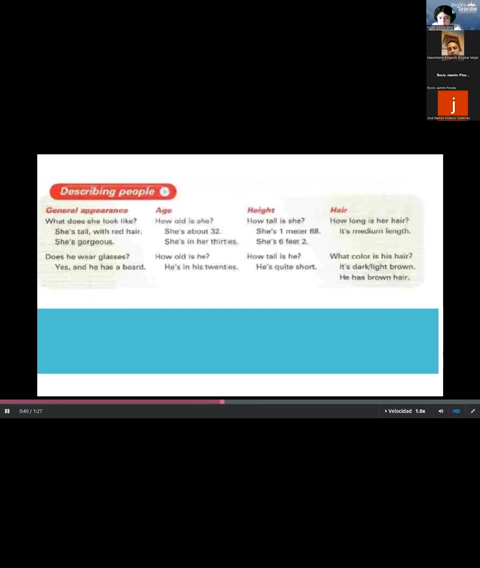 Describing people
General appearance
What does she look like?
She's tall, with red hair.
She's gorgeous.
Does he wear glasses?
Yes, and he has a beard.
Age
How old is she?
She's about 32.
She's in her thirties.
How old is he?
He's in his twenties.
Height
How tall is she?
She's 1 meter 88.
She's 6 feet 2.
How tall is he?
He's quite short.
Hair
How long is her hair?
It's medium length.
What color is his hair?
It's dark/light brown.
He has brown hair.
Rocio Jazmin Pine...
j
0:40 / 1:27
Velocidad 1.0x
HD